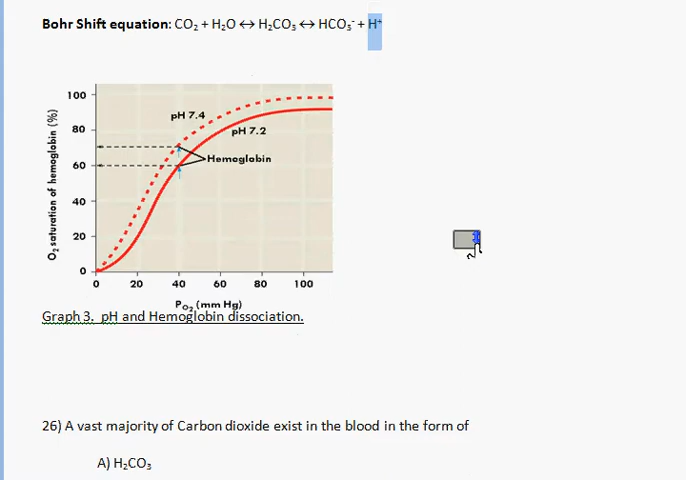 Bohr Shift equation: CO₂ + H₂O ↔ H₂CO₃ ↔ HCO₃⁻ + H⁺
100
80
60
40
20
0
O₂ saturation of hemoglobin (%)
pH 7.4
pH 7.2
Hemoglobin
0 20 40 60 80 100
PO₂ (mm Hg)
Graph 3. pH and Hemoglobin dissociation.
26) A vast majority of Carbon dioxide exist in the blood in the form of
A) H₂CO₃